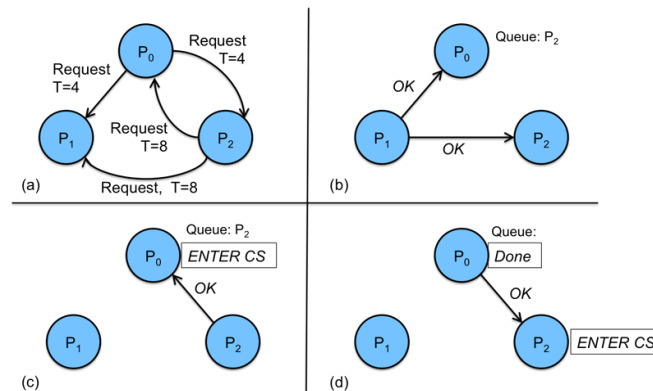 P0
Request
T=4
Request
T=4
P1
Request
T=8
P2
Request, T=8
(a)
P0
Queue: P2
OK
P1
P2
OK
(b)
Queue: P2
P0
ENTER CS
OK
P1
P2
(c)
Queue:
P0
Done
OK
P1
P2
ENTER CS
(d)